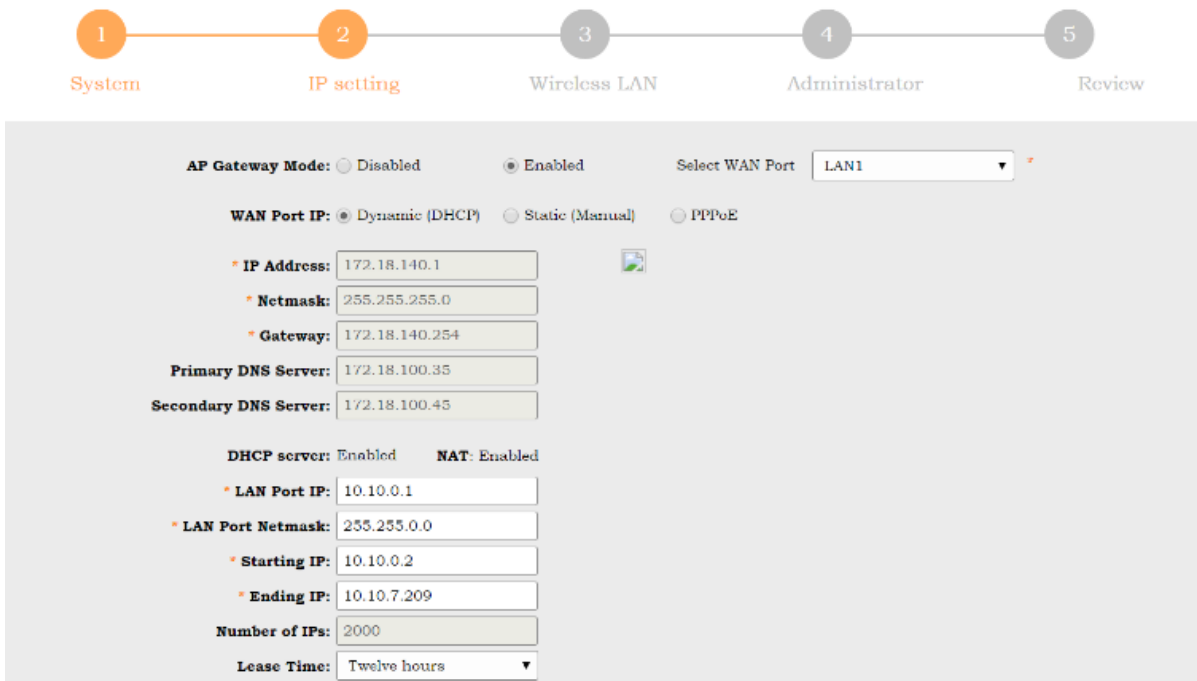 1 2 3 4 5
System IP setting Wireless LAN Administrator Review
AP Gateway Mode: Disabled Enabled Select WAN Port LAN1 *
WAN Port IP: Dynamic (DHCP) Static (Manual) PPPoE
* IP Address: 172.18.140.1
* Netmask: 255.255.255.0
* Gateway: 172.18.140.254
Primary DNS Server: 172.18.100.35
Secondary DNS Server: 172.18.100.45
DHCP server: Enabled NAT: Enabled
* LAN Port IP: 10.10.0.1
* LAN Port Netmask: 255.255.0.0
* Starting IP: 10.10.0.2
* Ending IP: 10.10.7.209
Number of IPs: 2000
Lease Time: Twelve hours